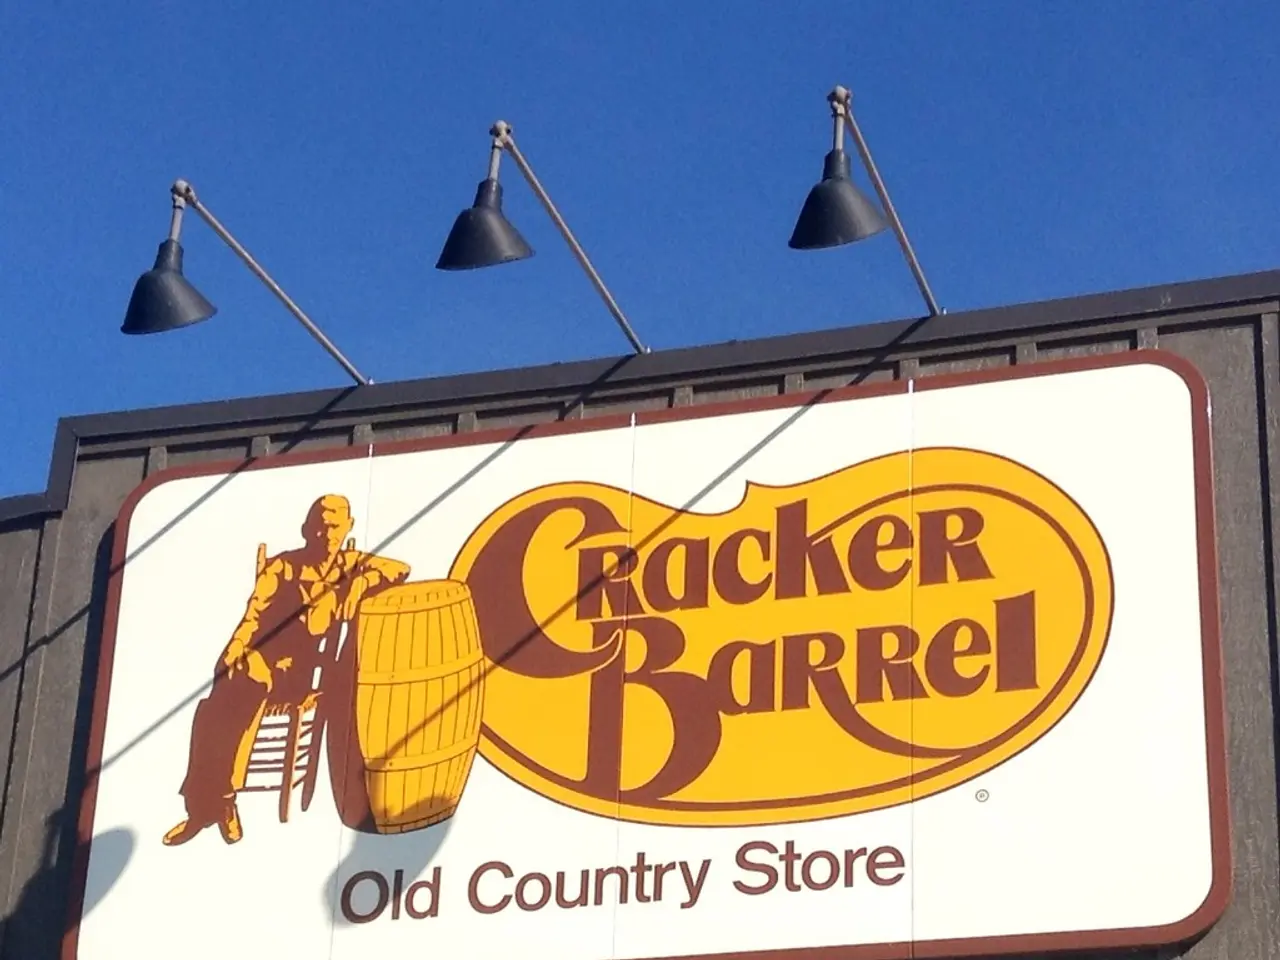 Cracker
Barrel
®
Old Country Store